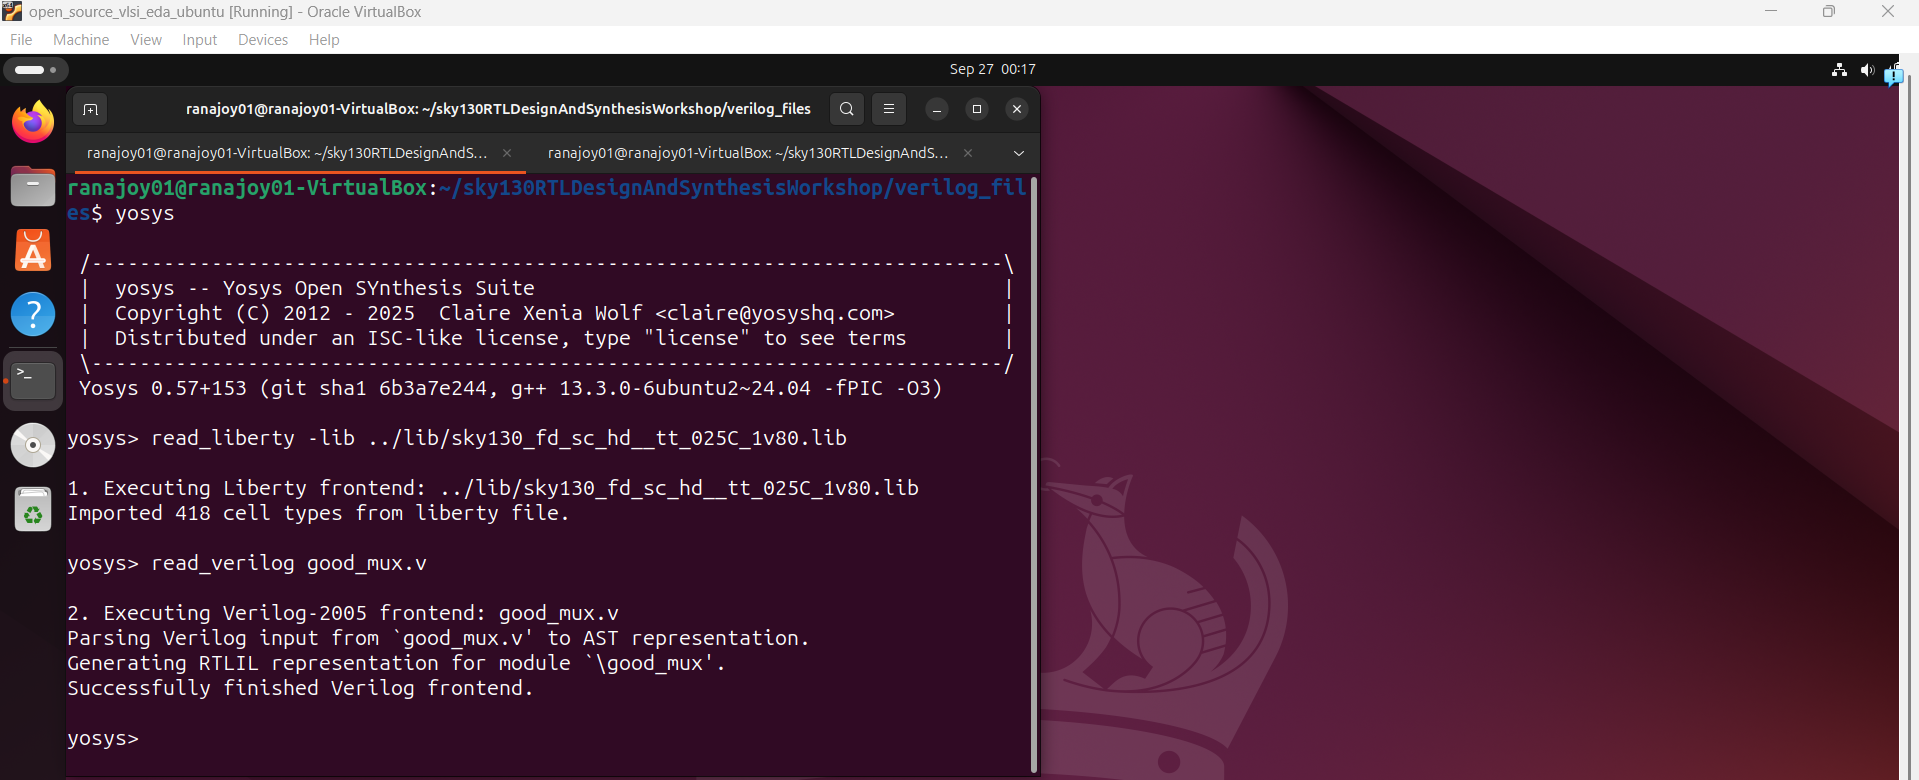 open_source_vlsi_eda_ubuntu [Running] - Oracle VirtualBox
File Machine View Input Devices Help
Sep 27 00:17
ranajoy01@ranajoy01-VirtualBox: ~/sky130RTLDesignAndSynthesisWorkshop/verilog_files
ranajoy01@ranajoy01-VirtualBox: ~/sky130RTLDesignAndS...
ranajoy01@ranajoy01-VirtualBox: ~/sky130RTLDesignAndS...
ranajoy01@ranajoy01-VirtualBox:~/sky130RTLDesignAndSynthesisWorkshop/verilog_fil
es$ yosys
/----------------------------------------------------------------------------\
| yosys -- Yosys Open SYnthesis Suite |
| Copyright (C) 2012 - 2025 Claire Xenia Wolf <claire@yosyshq.com> |
| Distributed under an ISC-like license, type "license" to see terms |
\----------------------------------------------------------------------------/
Yosys 0.57+153 (git sha1 6b3a7e244, g++ 13.3.0-6ubuntu2~24.04 -fPIC -O3)
yosys> read_liberty -lib ../lib/sky130_fd_sc_hd__tt_025C_1v80.lib
1. Executing Liberty frontend: ../lib/sky130_fd_sc_hd__tt_025C_1v80.lib
Imported 418 cell types from liberty file.
yosys> read_verilog good_mux.v
2. Executing Verilog-2005 frontend: good_mux.v
Parsing Verilog input from `good_mux.v' to AST representation.
Generating RTLIL representation for module `\good_mux'.
Successfully finished Verilog frontend.
yosys>